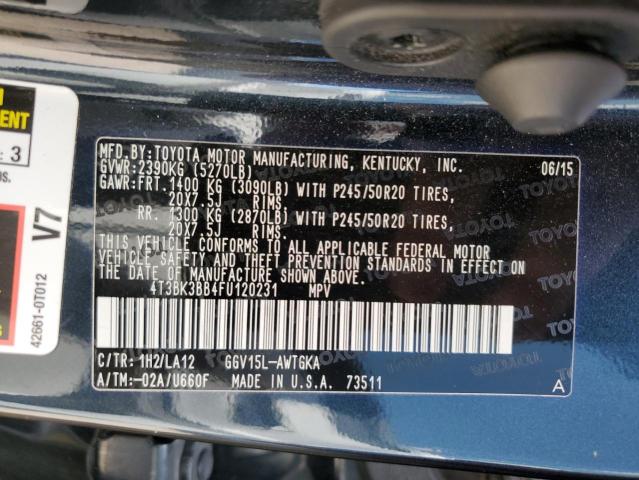 MFD.BY:TOYOTA MOTOR MANUFACTURING, KENTUCKY, INC. 06/15
GVWR:2390KG (5270LB)
GAWR:FRT. 1400 KG (3090LB) WITH P245/50R20 TIRES,
20X7.5J RIMS,
RR. 1300 KG (2870LB) WITH P245/50R20 TIRES,
20X7.5J RIMS.
THIS VEHICLE CONFORMS TO ALL APPLICABLE FEDERAL MOTOR
VEHICLE SAFETY AND THEFT PREVENTION STANDARDS IN EFFECT ON
THE DATE OF MANUFACTURE SHOWN ABOVE.
4T3BK3BB4FU120231 MPV
C/TR: 1H2/LA12 GGV15L-AWTGKA
A/TM:-02A/U660F MADE IN U.S.A. 73511 A
3
V7
42661-0T012
TOYOTA